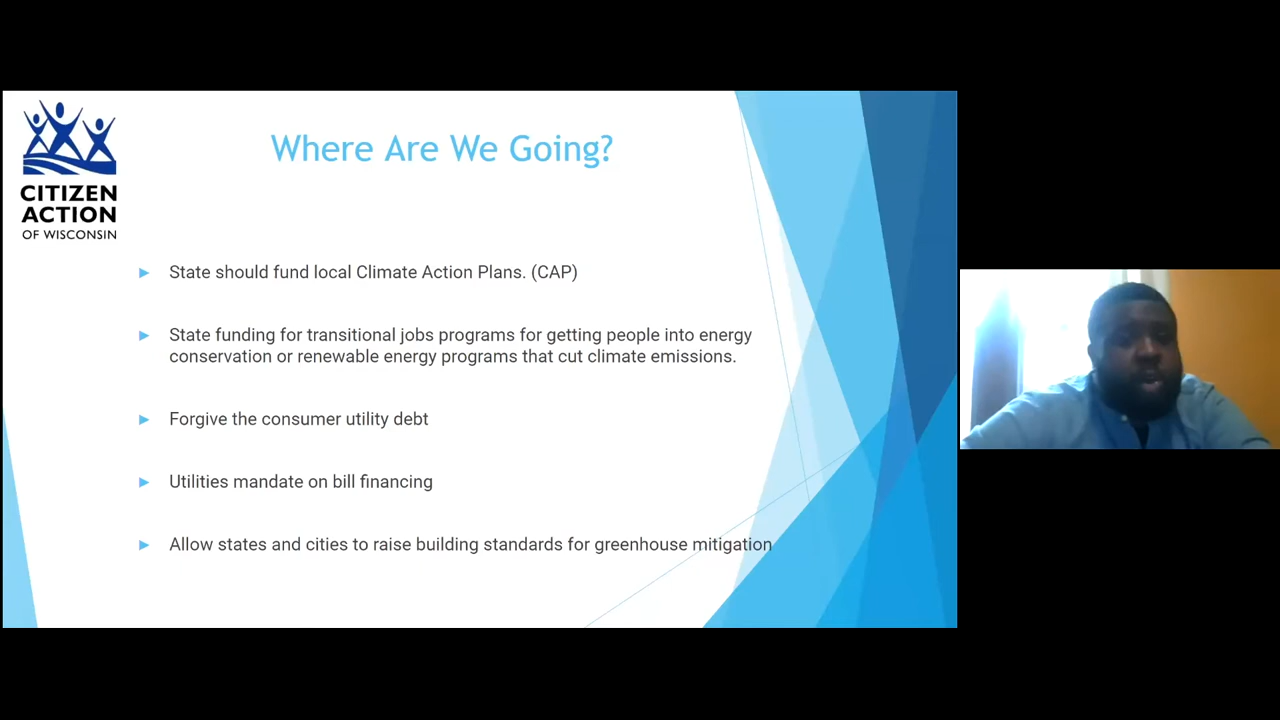 CITIZEN
ACTION
OF WISCONSIN
Where Are We Going?
State should fund local Climate Action Plans. (CAP)
State funding for transitional jobs programs for getting people into energy
conservation or renewable energy programs that cut climate emissions.
Forgive the consumer utility debt
Utilities mandate on bill financing
Allow states and cities to raise building standards for greenhouse mitigation